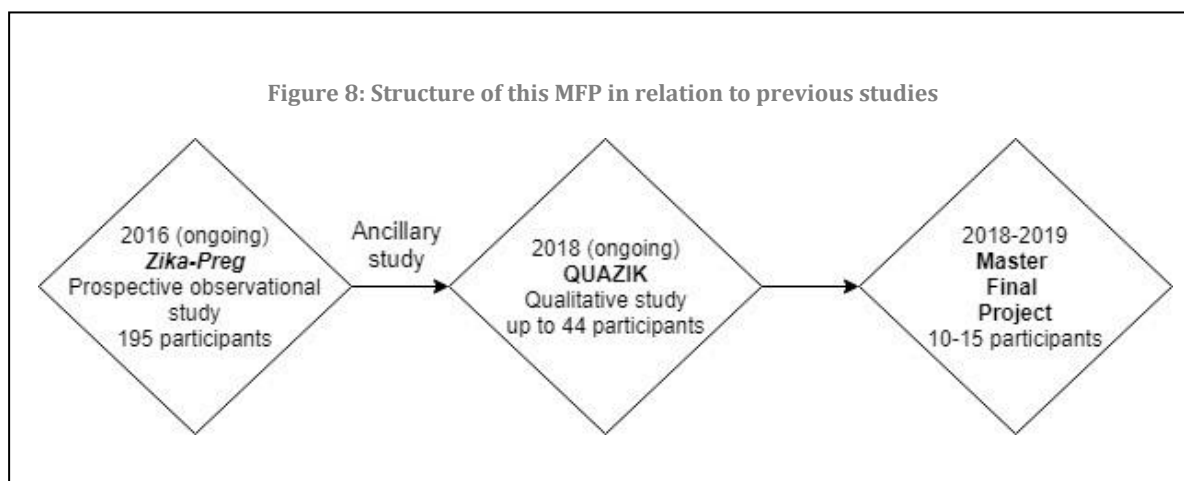 Figure 8: Structure of this MFP in relation to previous studies
2016 (ongoing)
Zika-Preg
Prospective observational
study
195 participants
Ancillary
study
2018 (ongoing)
QUAZIK
Qualitative study
up to 44 participants
2018-2019
Master
Final
Project
10-15 participants